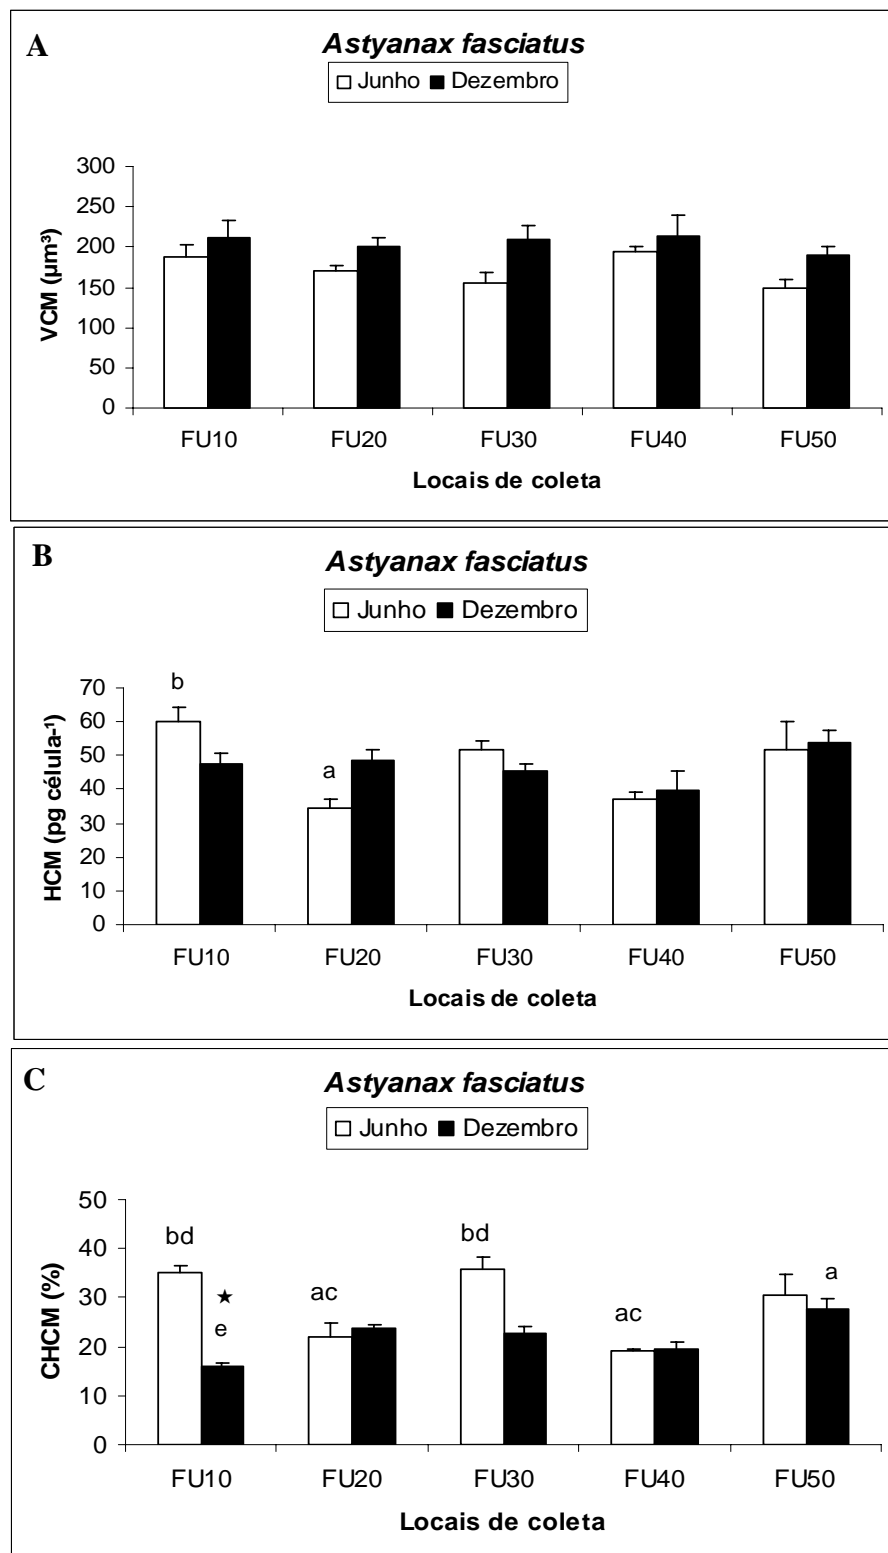 A
Astyanax fasciatus
Junho Dezembro
300
250
200
150
100
50
0
VCM (µm³)
FU10 FU20 FU30 FU40 FU50
Locais de coleta
B
Astyanax fasciatus
Junho Dezembro
70
60
50
40
30
20
10
0
HCM (pg célula-¹)
b
a
FU10 FU20 FU30 FU40 FU50
Locais de coleta
C
Astyanax fasciatus
Junho Dezembro
50
40
30
20
10
0
CHCM (%)
bd bd
★ a
ac ac
e
FU10 FU20 FU30 FU40 FU50
Locais de coleta